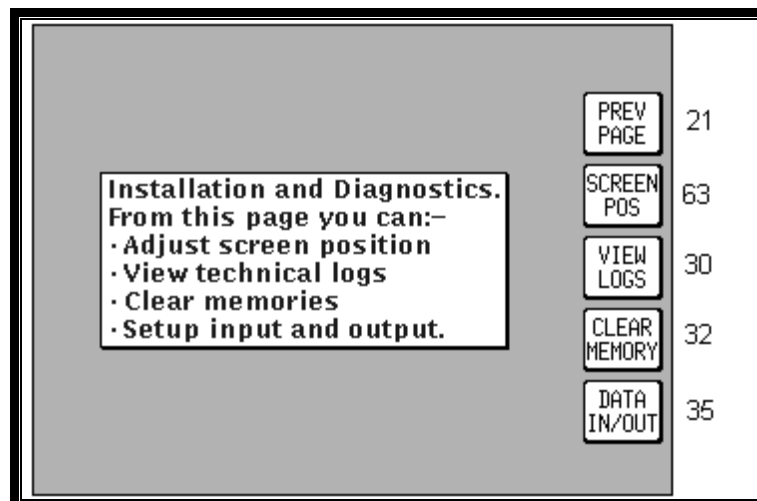 Installation and Diagnostics.
From this page you can:-
· Adjust screen position
· View technical logs
· Clear memories
· Setup input and output.
PREV
PAGE
21
SCREEN
POS
63
VIEW
LOGS
30
CLEAR
MEMORY
32
DATA
IN/OUT
35